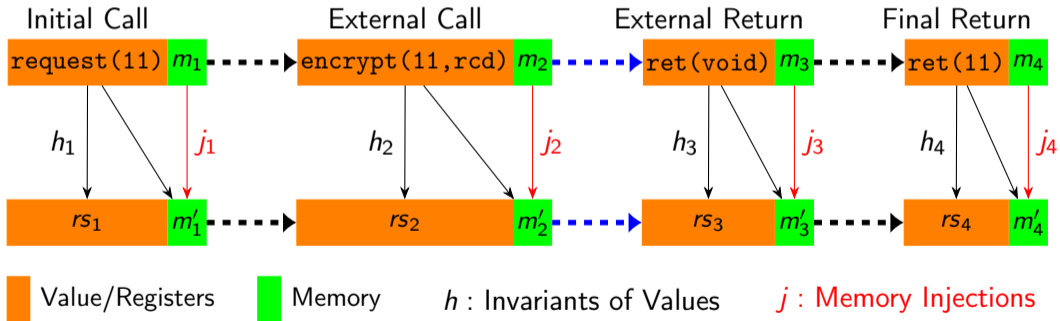 Initial Call External Call External Return Final Return
request(11) m₁ encrypt(11,rcd) m₂ ret(void) m₃ ret(11) m₄
h₁ j₁ h₂ j₂ h₃ j₃ h₄ j₄
rs₁ m′₁ rs₂ m′₂ rs₃ m′₃ rs₄ m′₄
Value/Registers Memory h : Invariants of Values j : Memory Injections